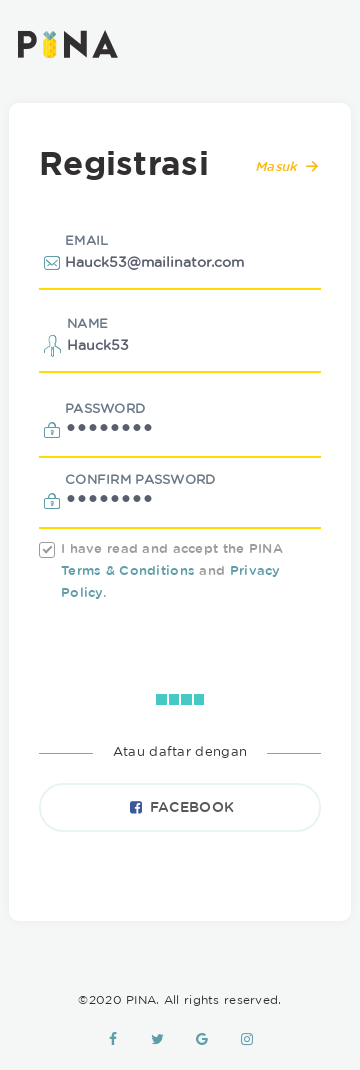 PINA
Registrasi
Masuk
EMAIL
Hauck53@mailinator.com
NAME
Hauck53
PASSWORD
••••••••
CONFIRM PASSWORD
••••••••
I have read and accept the PINA
Terms & Conditions and Privacy
Policy.
Atau daftar dengan
FACEBOOK
©2020 PINA. All rights reserved.